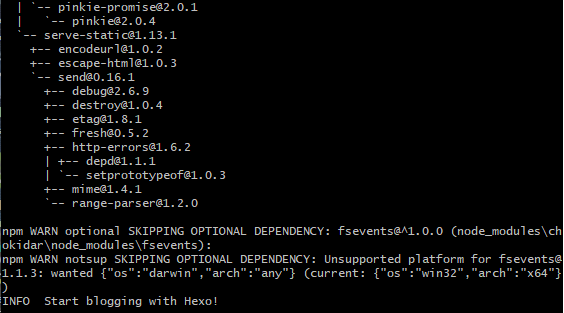 | `-- pinkie-promise@2.0.1
|   `-- pinkie@2.0.4
`-- serve-static@1.13.1
  +-- encodeurl@1.0.2
  +-- escape-html@1.0.3
  `-- send@0.16.1
    +-- debug@2.6.9
    +-- destroy@1.0.4
    +-- etag@1.8.1
    +-- fresh@0.5.2
    +-- http-errors@1.6.2
    | +-- depd@1.1.1
    | `-- setprototypeof@1.0.3
    +-- mime@1.4.1
    `-- range-parser@1.2.0
npm WARN optional SKIPPING OPTIONAL DEPENDENCY: fsevents@^1.0.0 (node_modules\ch
okidar\node_modules\fsevents):
npm WARN notsup SKIPPING OPTIONAL DEPENDENCY: Unsupported platform for fsevents@
1.1.3: wanted {"os":"darwin","arch":"any"} (current: {"os":"win32","arch":"x64"}
)
INFO  Start blogging with Hexo!